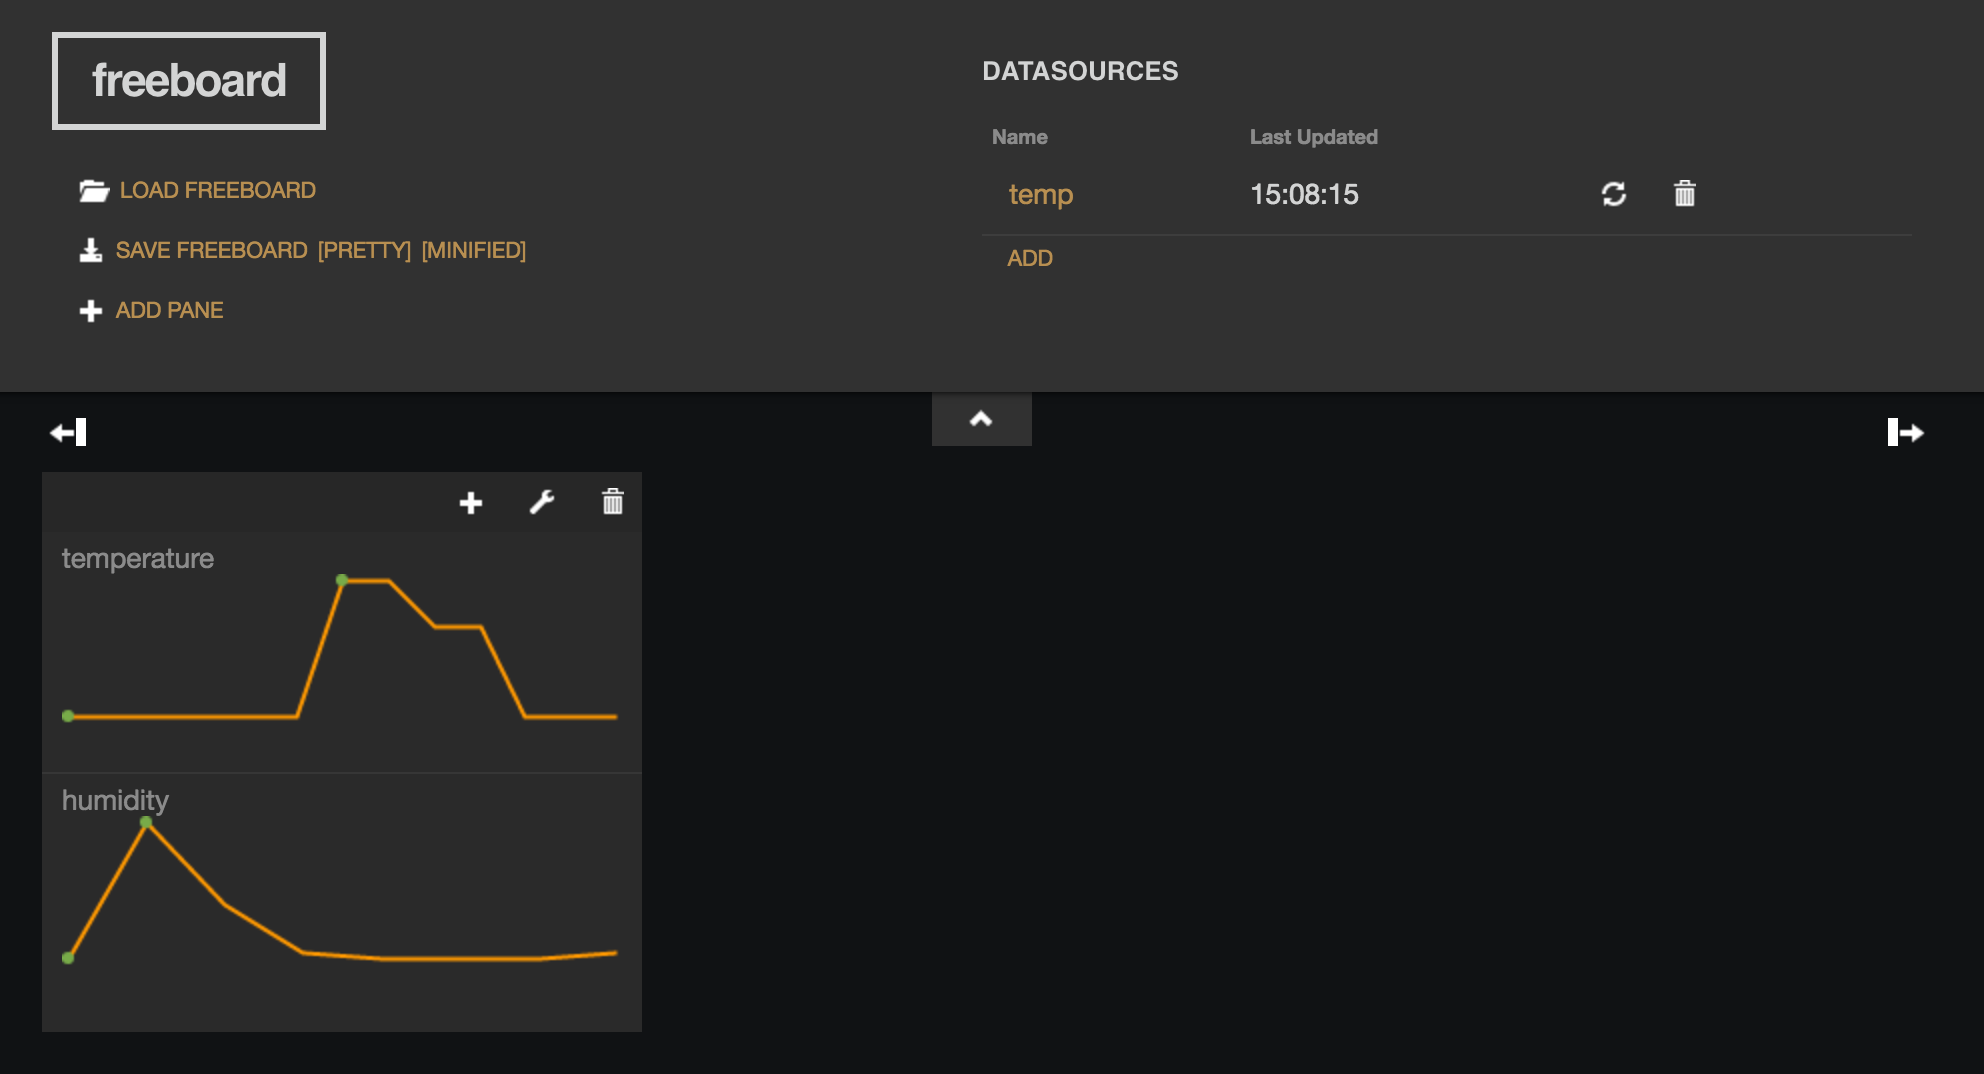 freeboard
LOAD FREEBOARD
SAVE FREEBOARD [PRETTY] [MINIFIED]
ADD PANE
DATASOURCES
Name Last Updated
temp 15:08:15
ADD
temperature
humidity